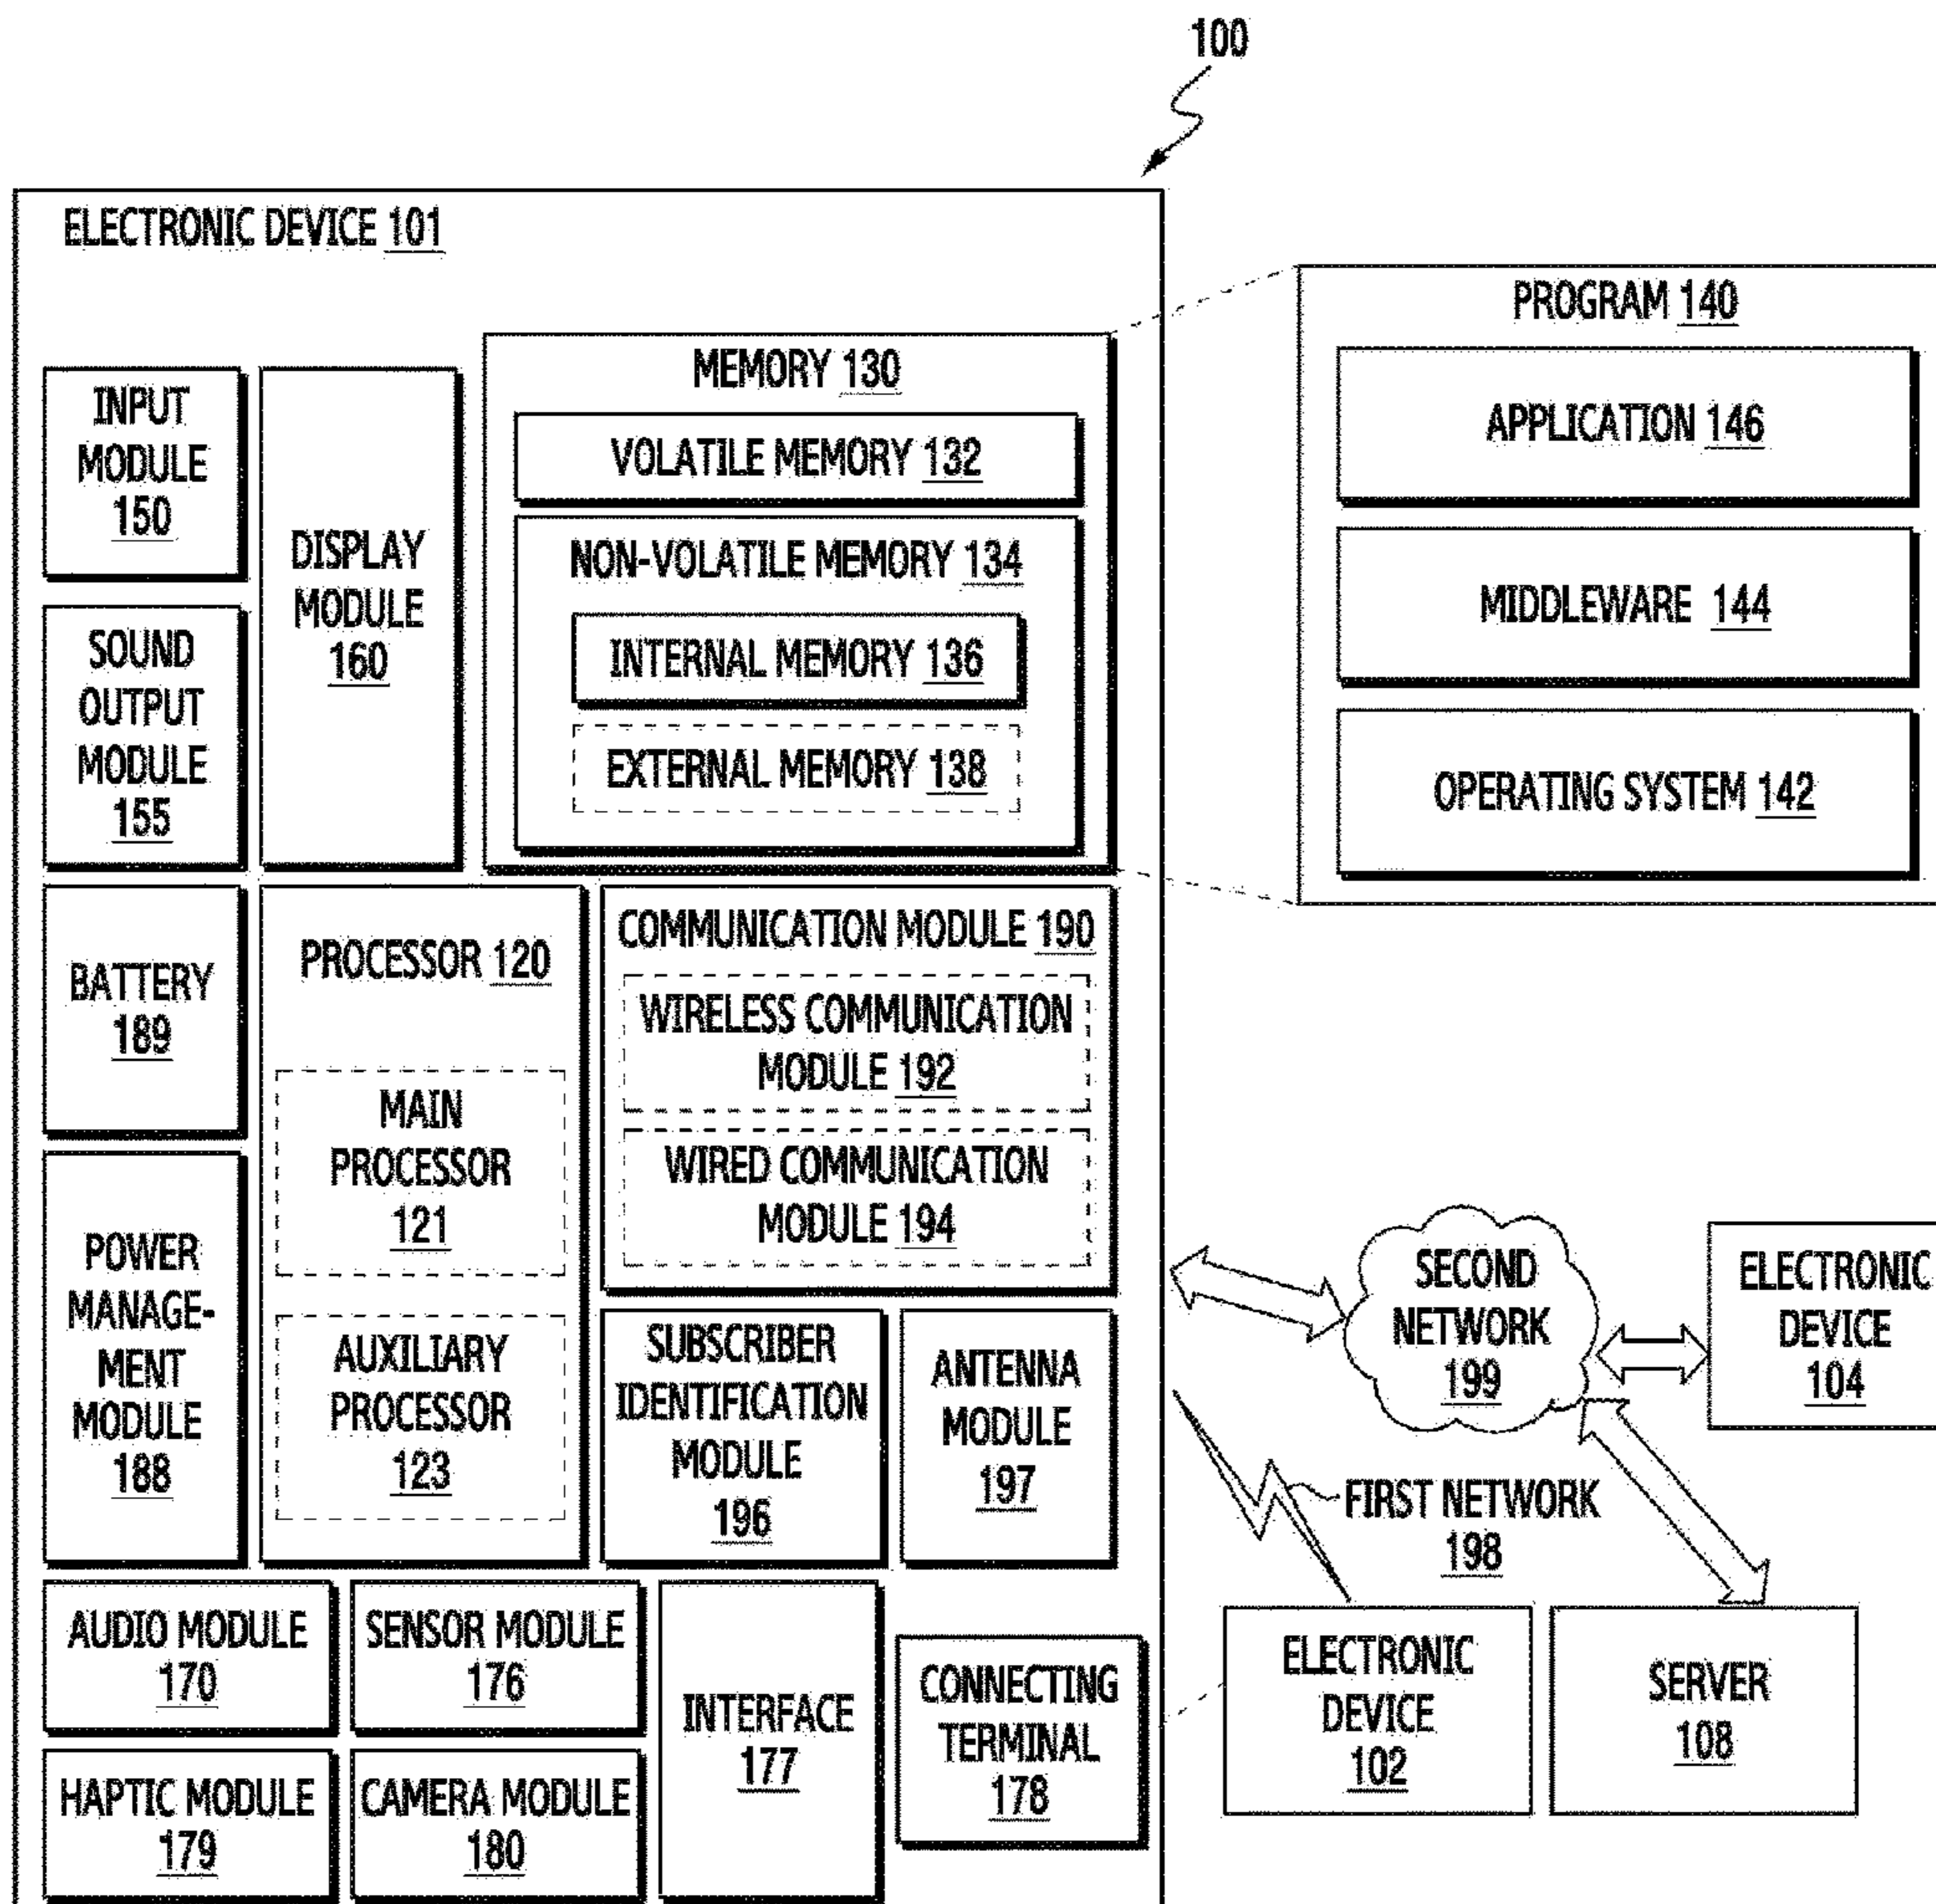 100
ELECTRONIC DEVICE 101
PROGRAM 140
APPLICATION 146
MIDDLEWARE 144
OPERATING SYSTEM 142
MEMORY 130
VOLATILE MEMORY 132
NON-VOLATILE MEMORY 134
INTERNAL MEMORY 136
EXTERNAL MEMORY 138
INPUT
MODULE
150
SOUND
OUTPUT
MODULE
155
DISPLAY
MODULE
160
BATTERY
189
POWER
MANAGE-
MENT
MODULE
188
PROCESSOR 120
MAIN
PROCESSOR
121
AUXILIARY
PROCESSOR
123
COMMUNICATION MODULE 190
WIRELESS COMMUNICATION
MODULE 192
WIRED COMMUNICATION
MODULE 194
SUBSCRIBER
IDENTIFICATION
MODULE
196
ANTENNA
MODULE
197
SECOND
NETWORK
199
ELECTRONIC
DEVICE
104
FIRST NETWORK
198
AUDIO MODULE
170
SENSOR MODULE
176
INTERFACE
177
CONNECTING
TERMINAL
178
HAPTIC MODULE
179
CAMERA MODULE
180
ELECTRONIC
DEVICE
102
SERVER
108